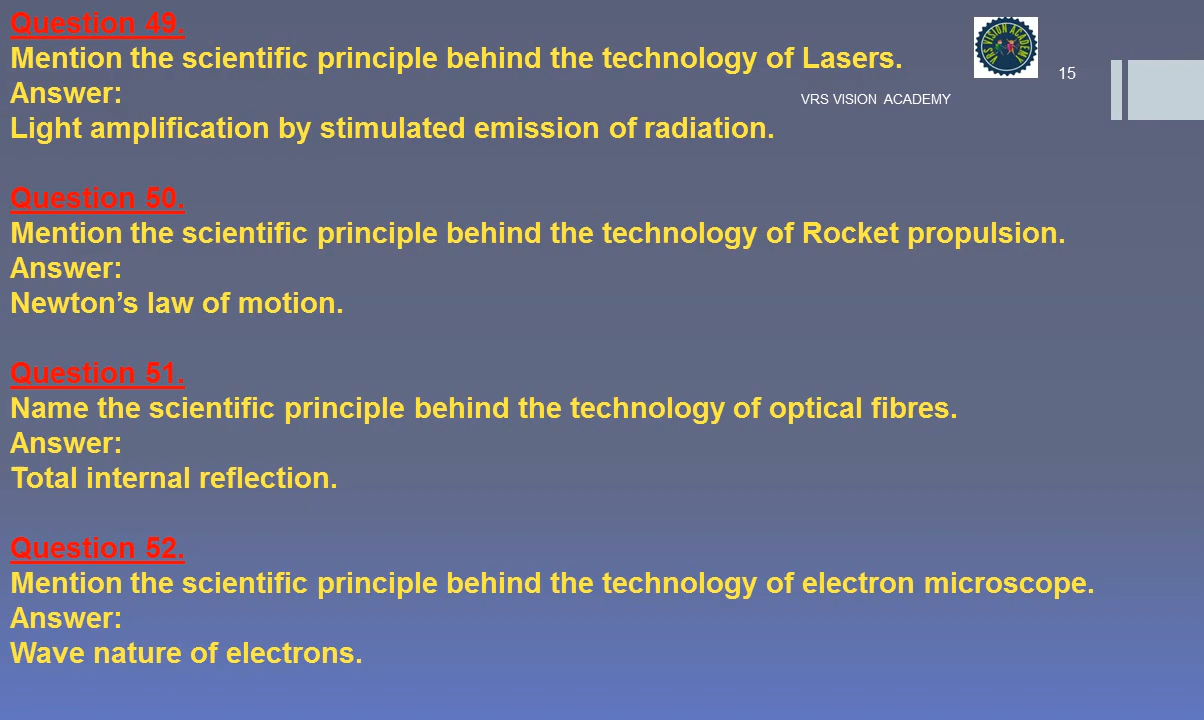 Question 49.
Mention the scientific principle behind the technology of Lasers.
Answer:
Light amplification by stimulated emission of radiation.
VRS VISION ACADEMY
15
VRS VISION ACADEMY
Question 50.
Mention the scientific principle behind the technology of Rocket propulsion.
Answer:
Newton’s law of motion.
Question 51.
Name the scientific principle behind the technology of optical fibres.
Answer:
Total internal reflection.
Question 52.
Mention the scientific principle behind the technology of electron microscope.
Answer:
Wave nature of electrons.